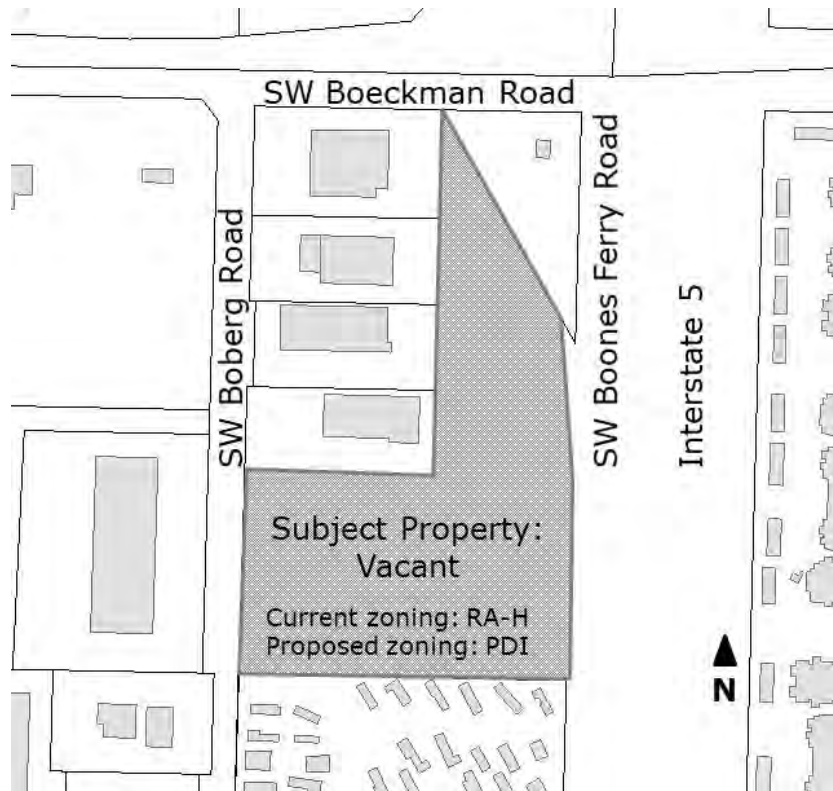 SW Boeckman Road
SW Boberg Road
SW Boones Ferry Road
Interstate 5
Subject Property:
Vacant
Current zoning: RA-H
Proposed zoning: PDI
N